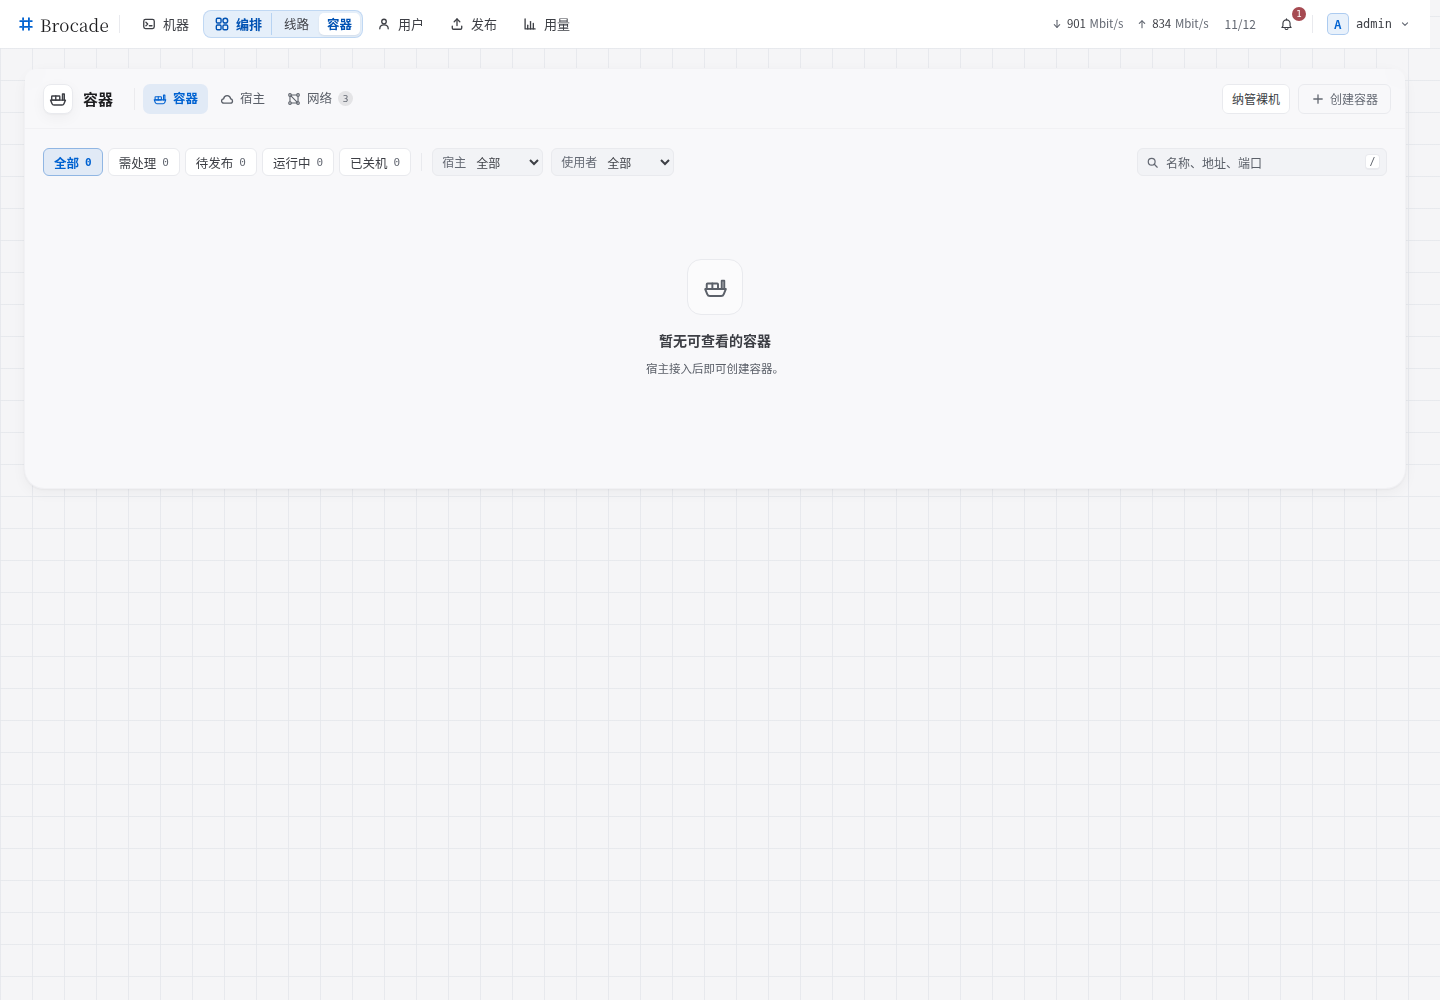 Brocade 机器 编排 线路 容器 用户 发布 用量 ↓ 901 Mbit/s ↑ 834 Mbit/s 11/12 1 A admin
容器 容器 宿主 网络 3 纳管裸机 + 创建容器
全部 0 需处理 0 待发布 0 运行中 0 已关机 0 宿主 全部 使用者 全部 名称、地址、端口 /
暂无可查看的容器
宿主接入后即可创建容器。